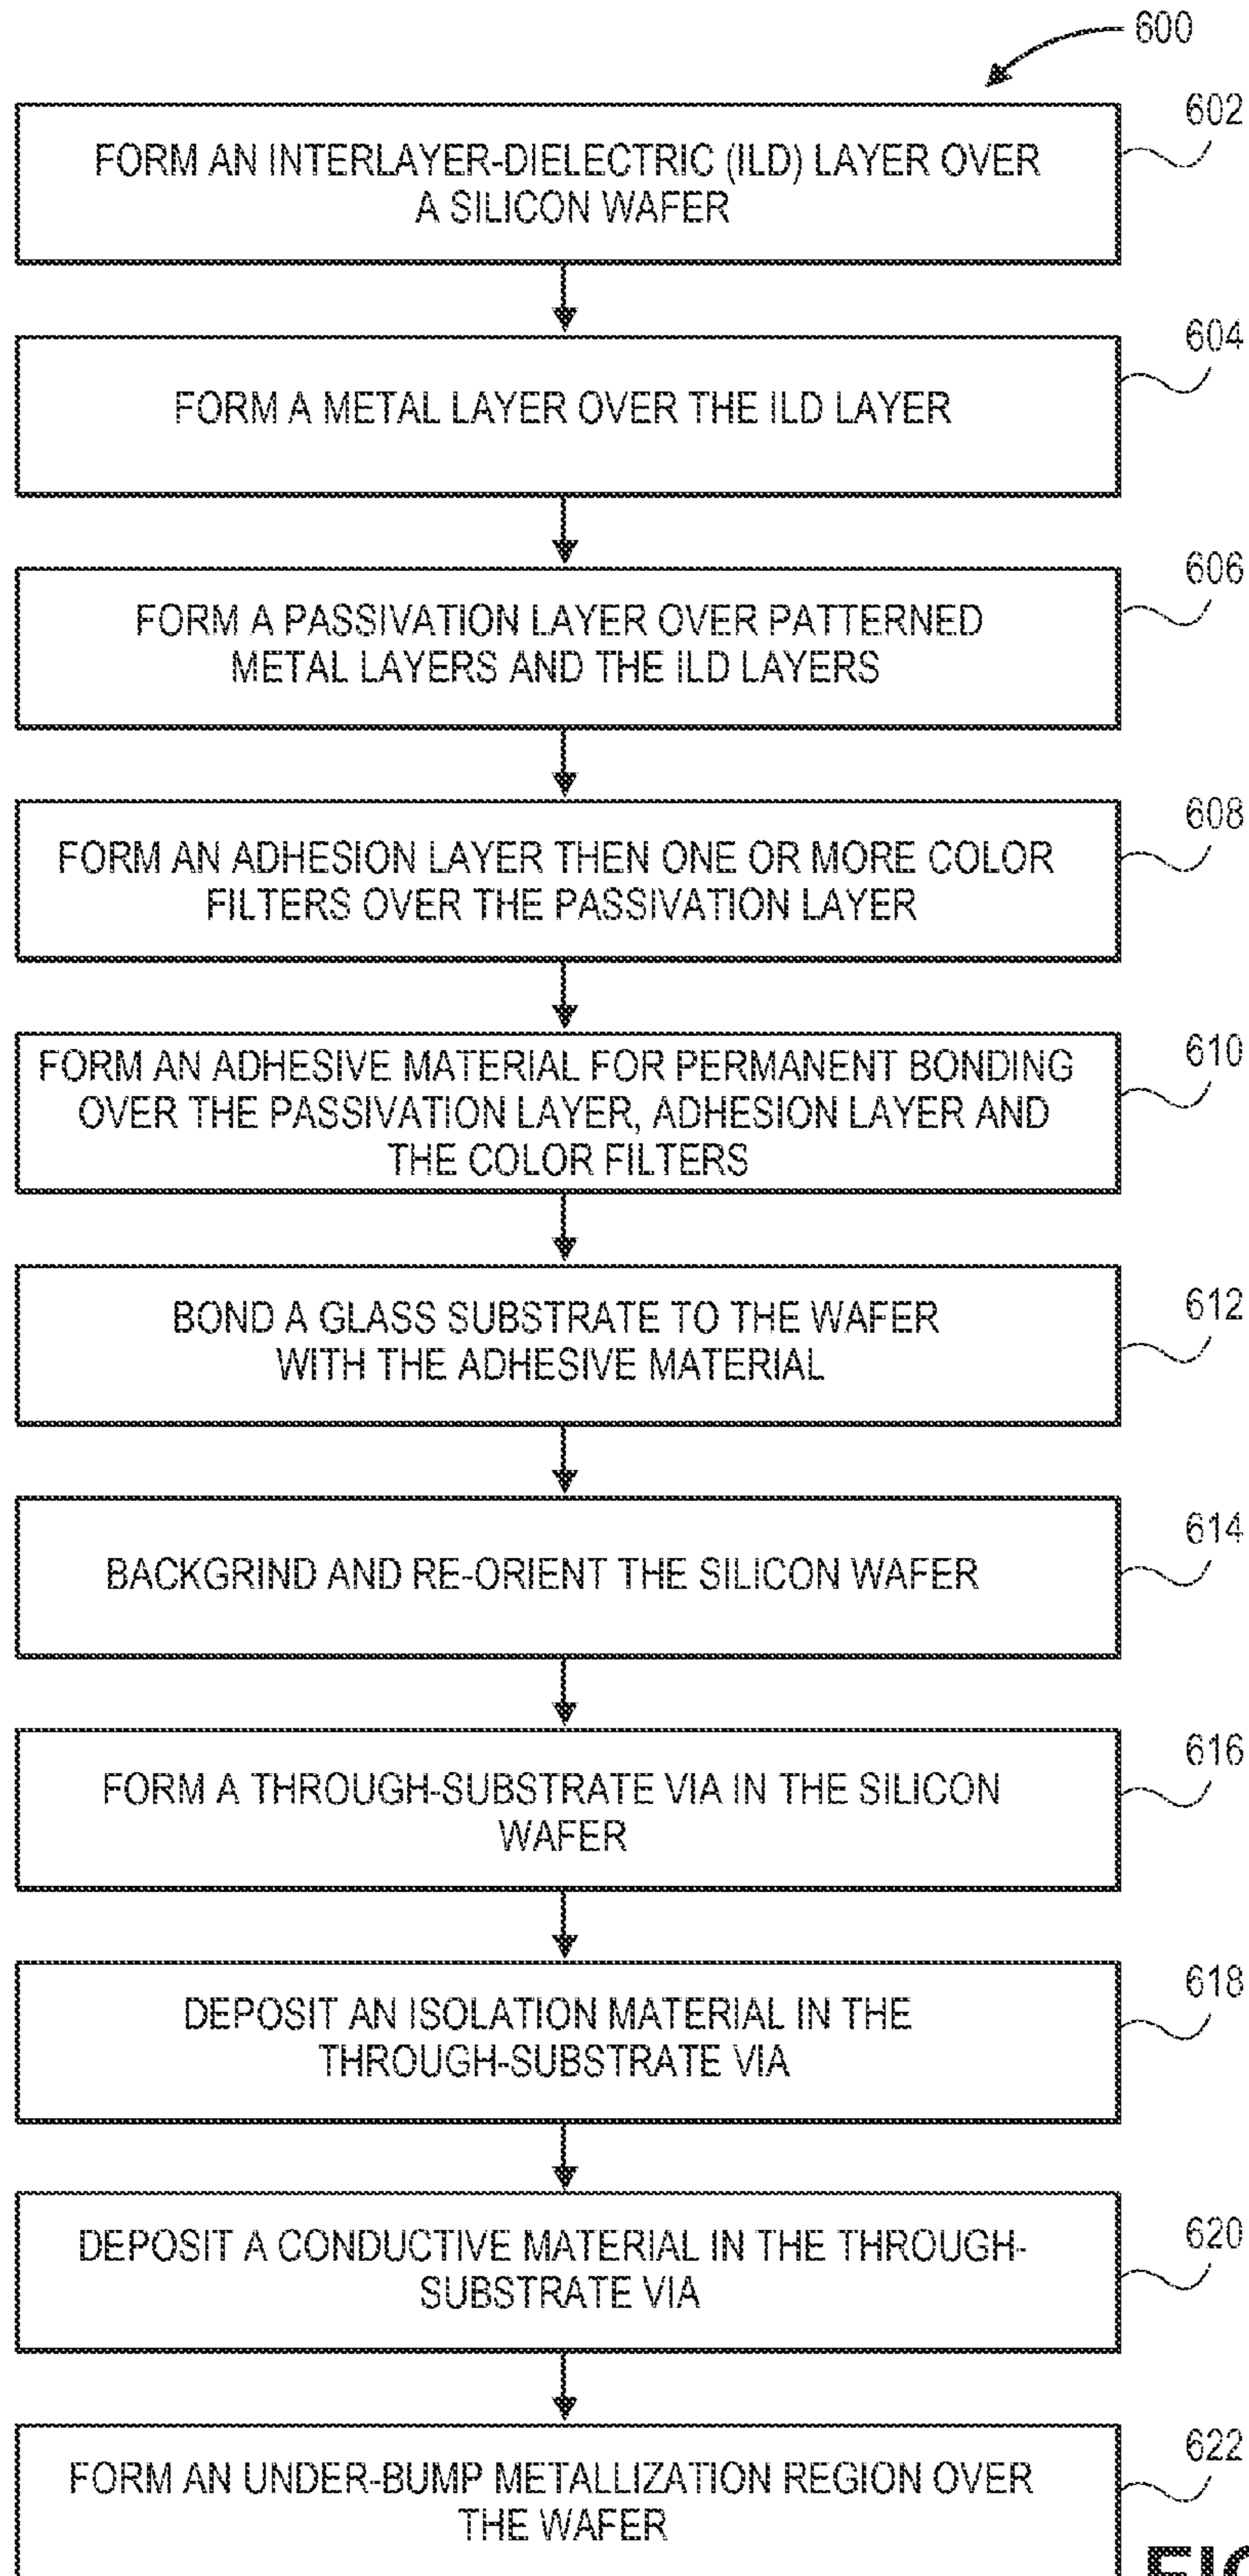 600
602
FORM AN INTERLAYER-DIELECTRIC (ILD) LAYER OVER
A SILICON WAFER
604
FORM A METAL LAYER OVER THE ILD LAYER
606
FORM A PASSIVATION LAYER OVER PATTERNED
METAL LAYERS AND THE ILD LAYERS
608
FORM AN ADHESION LAYER THEN ONE OR MORE COLOR
FILTERS OVER THE PASSIVATION LAYER
610
FORM AN ADHESIVE MATERIAL FOR PERMANENT BONDING
OVER THE PASSIVATION LAYER, ADHESION LAYER AND
THE COLOR FILTERS
612
BOND A GLASS SUBSTRATE TO THE WAFER
WITH THE ADHESIVE MATERIAL
614
BACKGRIND AND RE-ORIENT THE SILICON WAFER
616
FORM A THROUGH-SUBSTRATE VIA IN THE SILICON
WAFER
618
DEPOSIT AN ISOLATION MATERIAL IN THE
THROUGH-SUBSTRATE VIA
620
DEPOSIT A CONDUCTIVE MATERIAL IN THE THROUGH-
SUBSTRATE VIA
622
FORM AN UNDER-BUMP METALLIZATION REGION OVER
THE WAFER